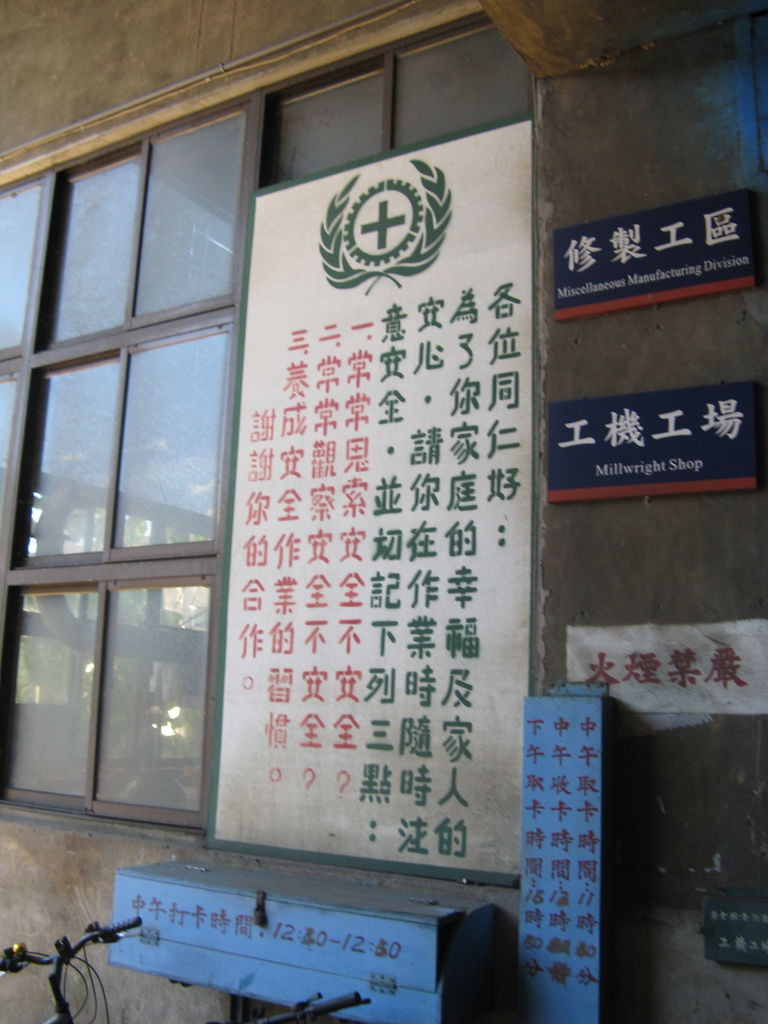 各位同仁好：
為了你家庭的幸福及家人的
安心，請你在作業時隨時注
意安全，並切記下列三點：
一.常常思索安全不安全？
二.常常觀察安全不安全？
三.養成安全作業的習慣。
謝謝你的合作。
修製工區
Miscellaneous Manufacturing Division
工機工場
Millwright Shop
嚴禁煙火
中午取卡時間：11時50分
中午收卡時間：12時
下午取卡時間：15時50分
中午打卡時間：12:30-12:50
工機工